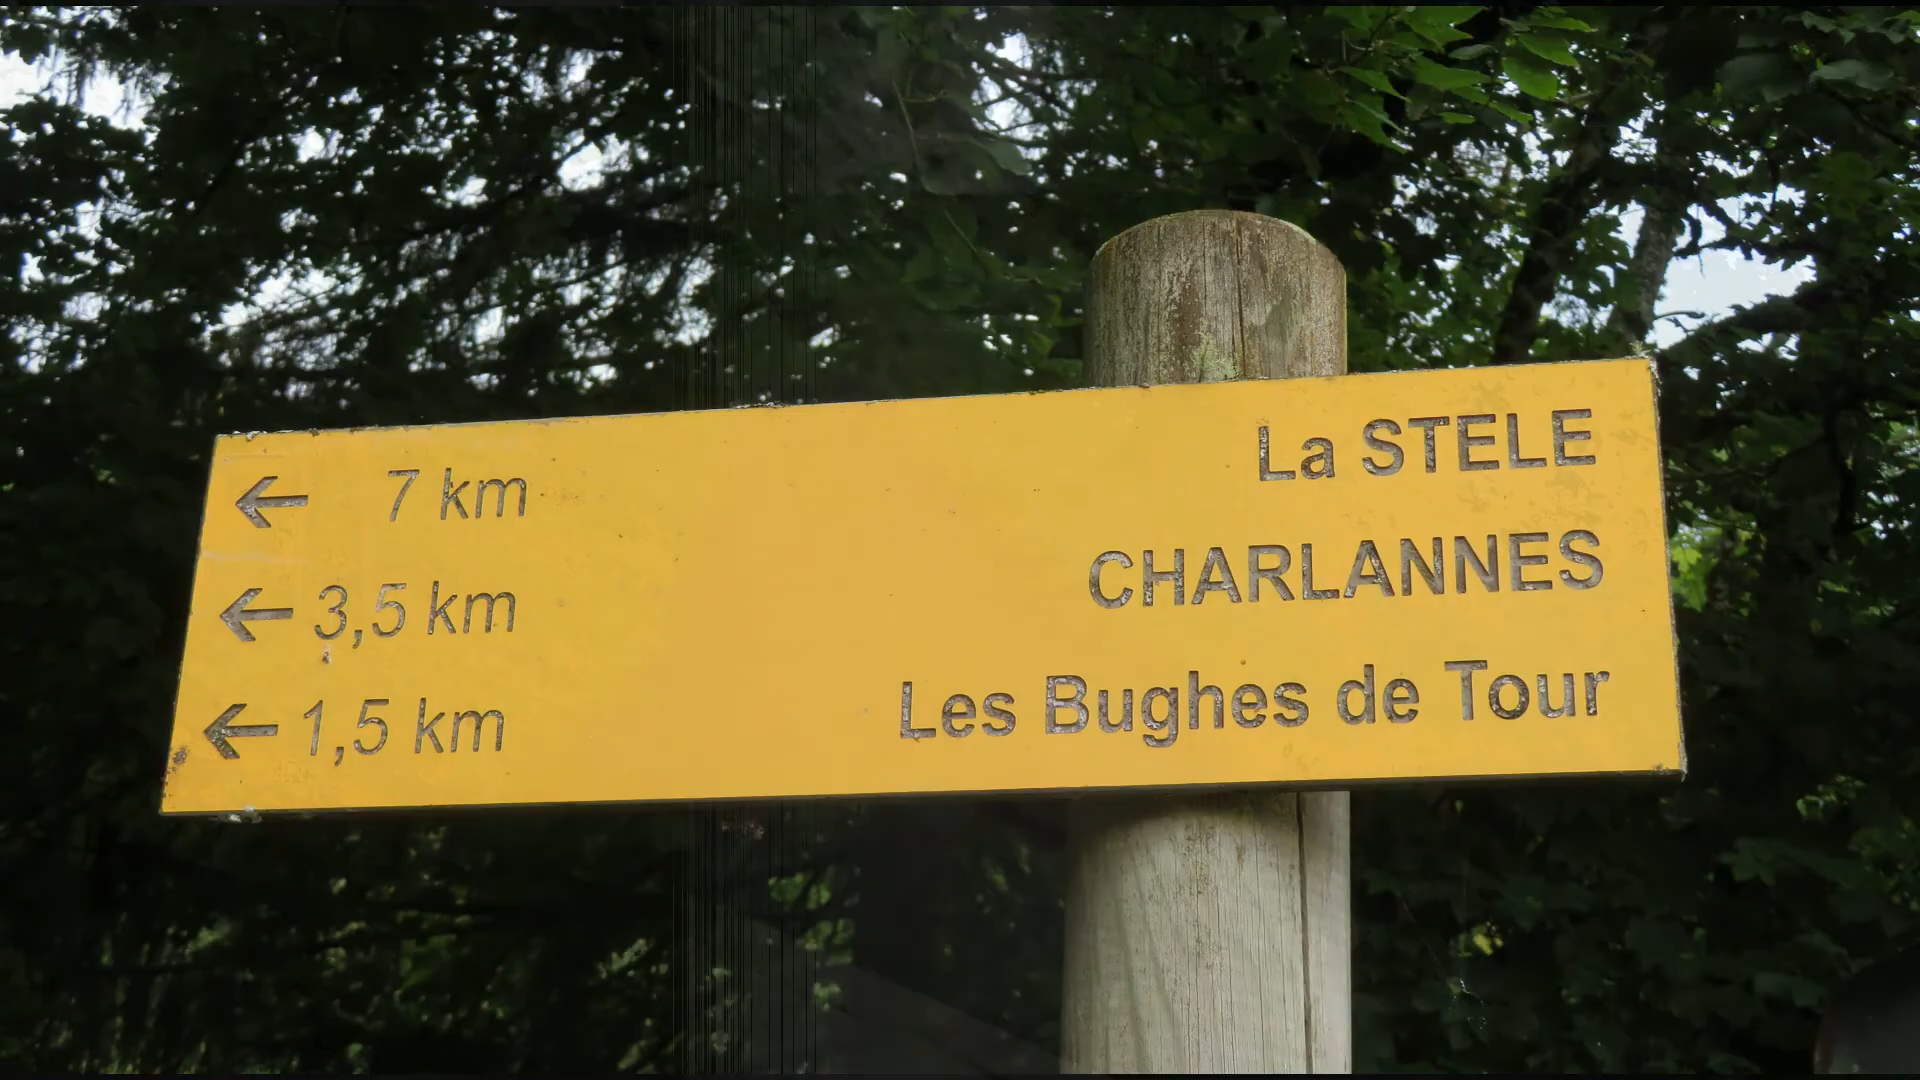 ← 7 km La STELE
← 3,5 km CHARLANNES
← 1,5 km Les Bughes de Tour